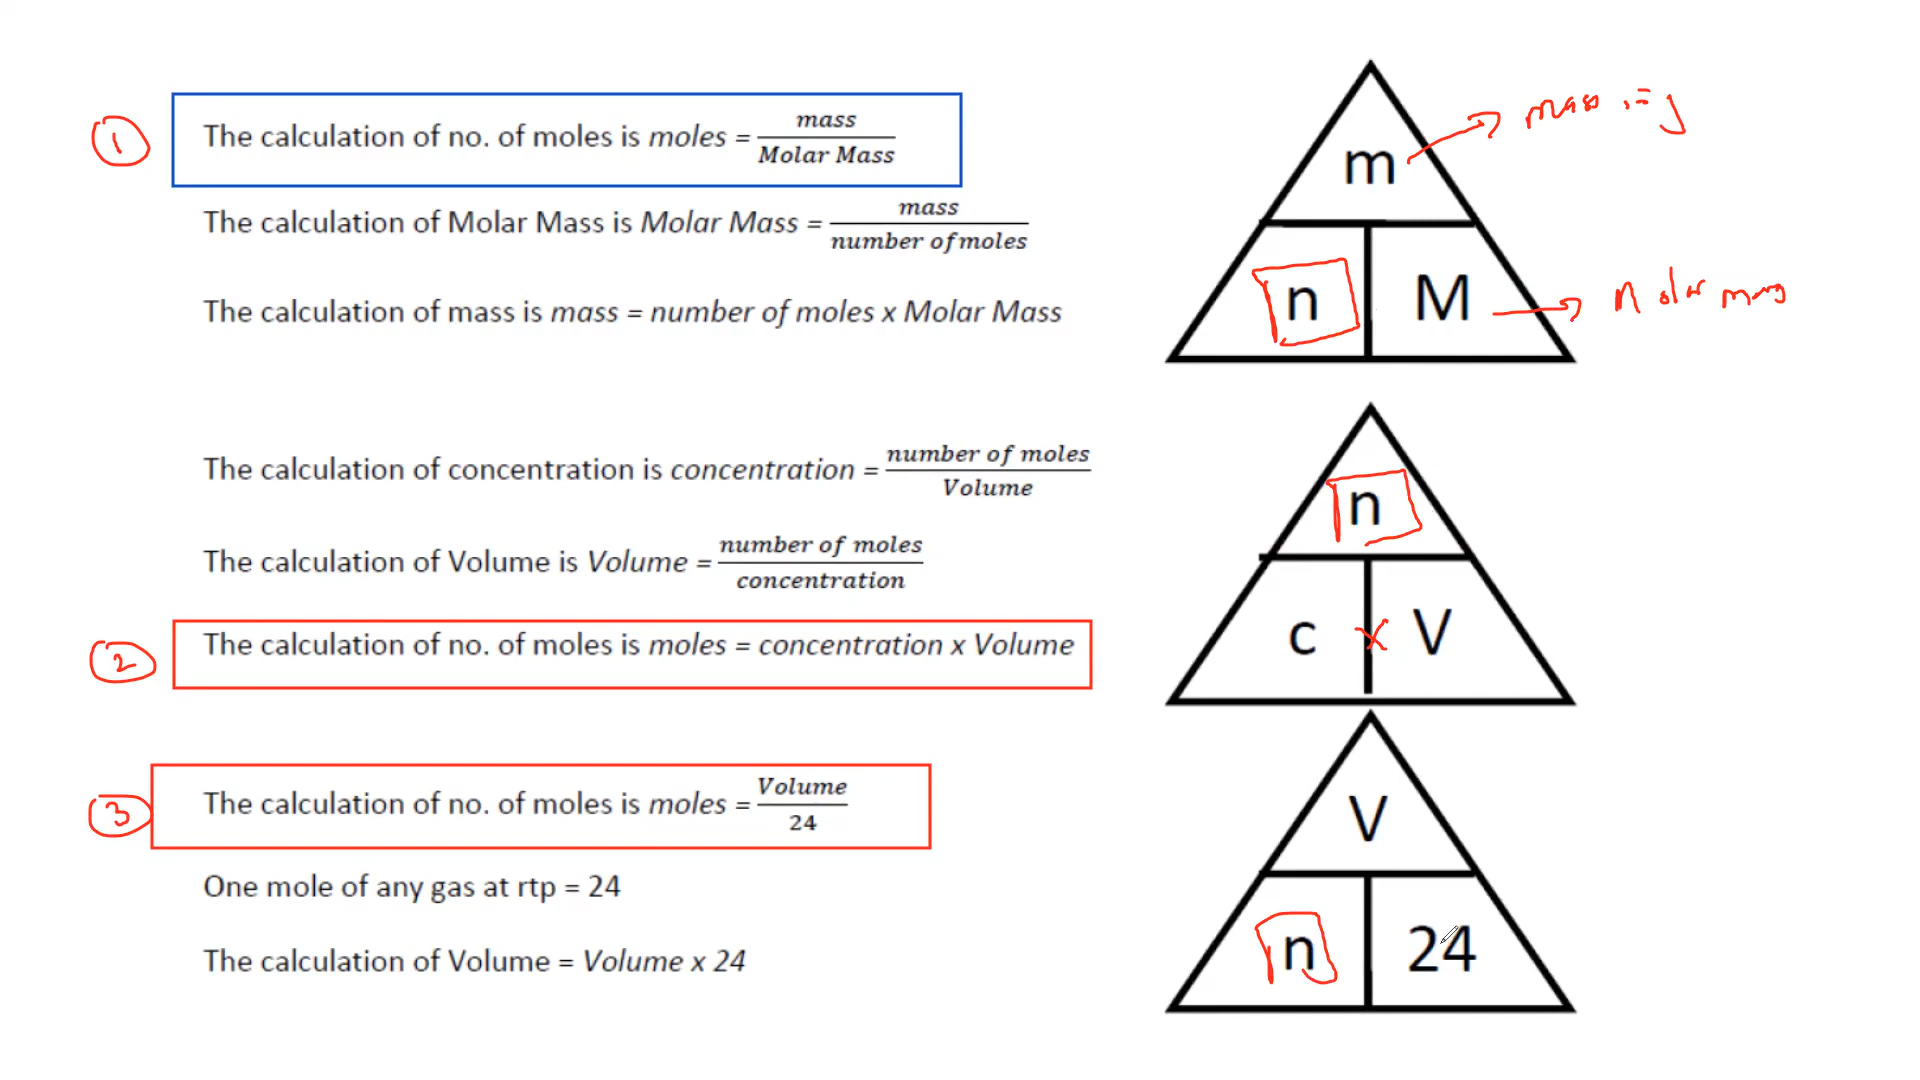 1
The calculation of no. of moles is moles = mass / Molar Mass
The calculation of Molar Mass is Molar Mass = mass / number of moles
The calculation of mass is mass = number of moles x Molar Mass
m
mass
n
M
Molar mass
The calculation of concentration is concentration = number of moles / Volume
The calculation of Volume is Volume = number of moles / concentration
2
The calculation of no. of moles is moles = concentration x Volume
n
c x V
3
The calculation of no. of moles is moles = Volume / 24
One mole of any gas at rtp = 24
The calculation of Volume = Volume x 24
V
n
24